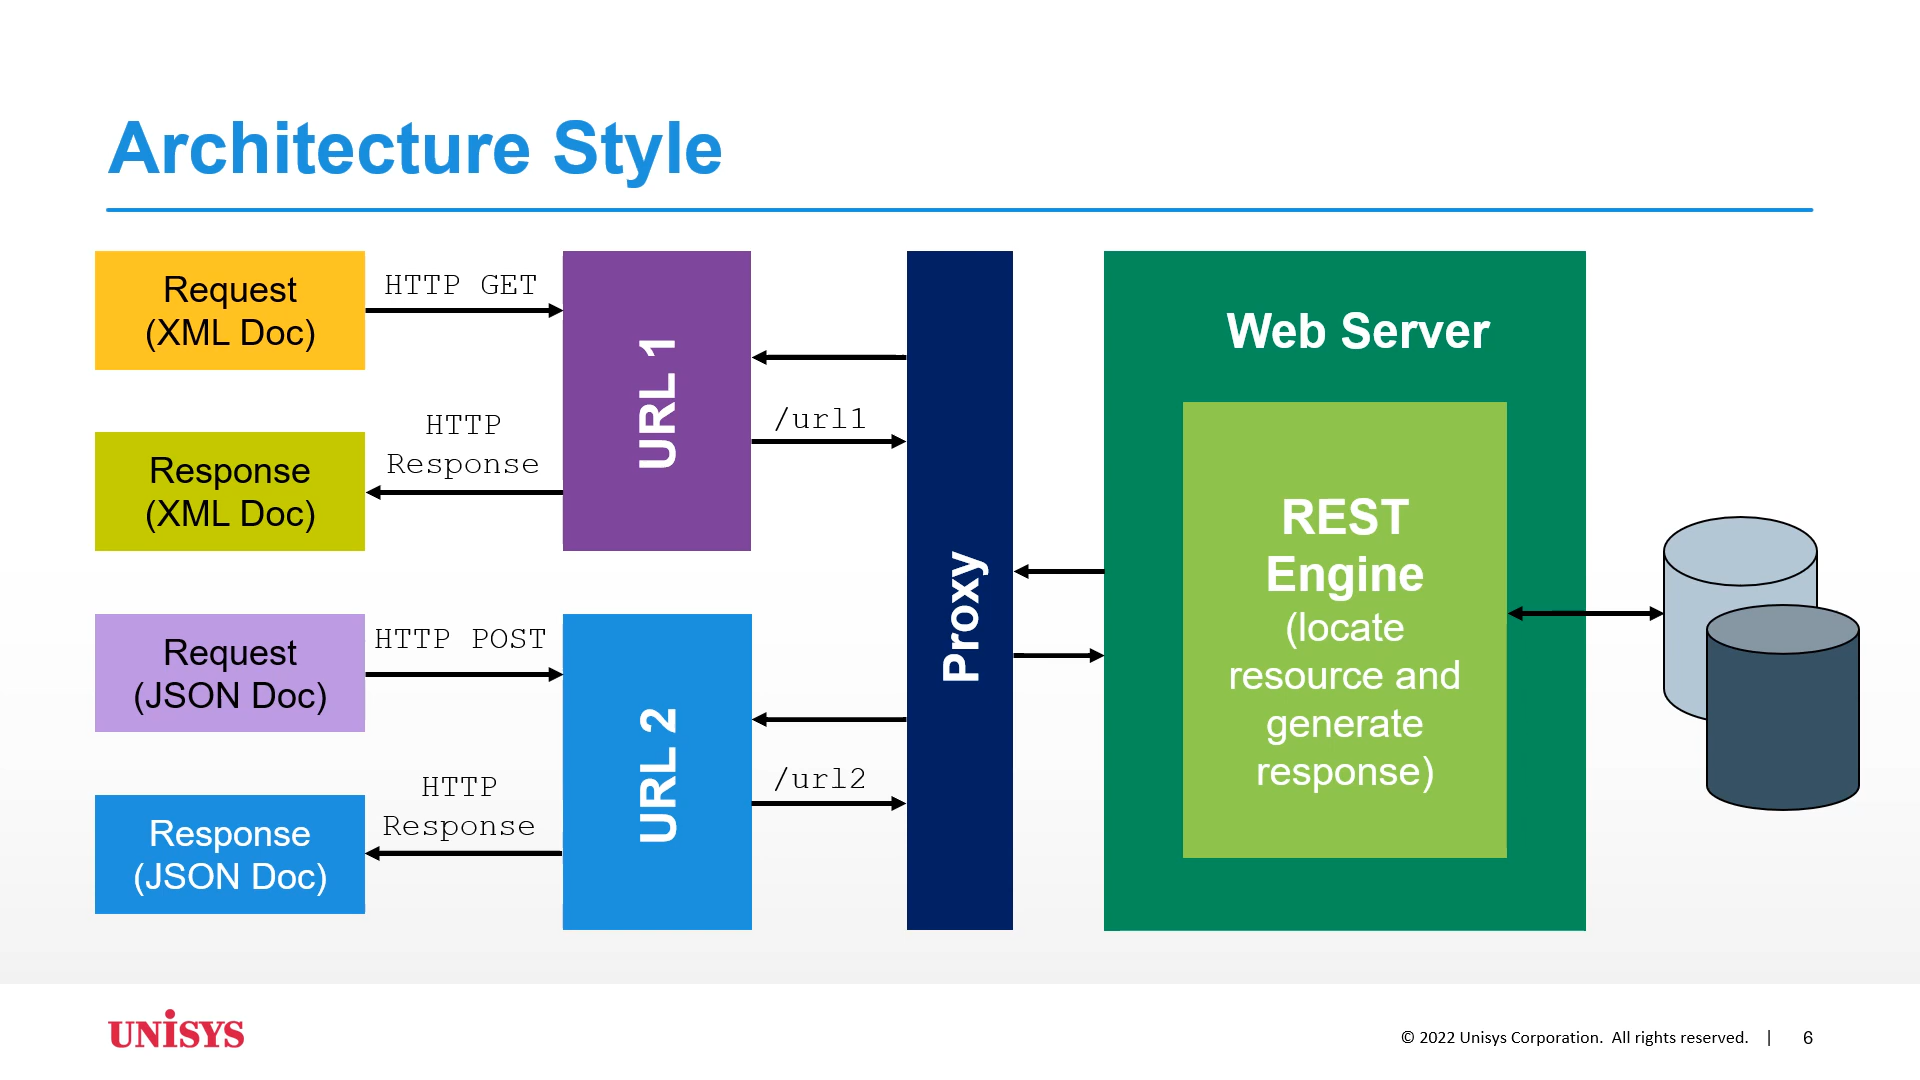 Architecture Style
Request
(XML Doc)
HTTP GET
Response
(XML Doc)
HTTP
Response
URL 1
/url1
Request
(JSON Doc)
HTTP POST
Response
(JSON Doc)
HTTP
Response
URL 2
/url2
Proxy
Web Server
REST
Engine
(locate
resource and
generate
response)
UNiSYS
© 2022 Unisys Corporation. All rights reserved. | 6